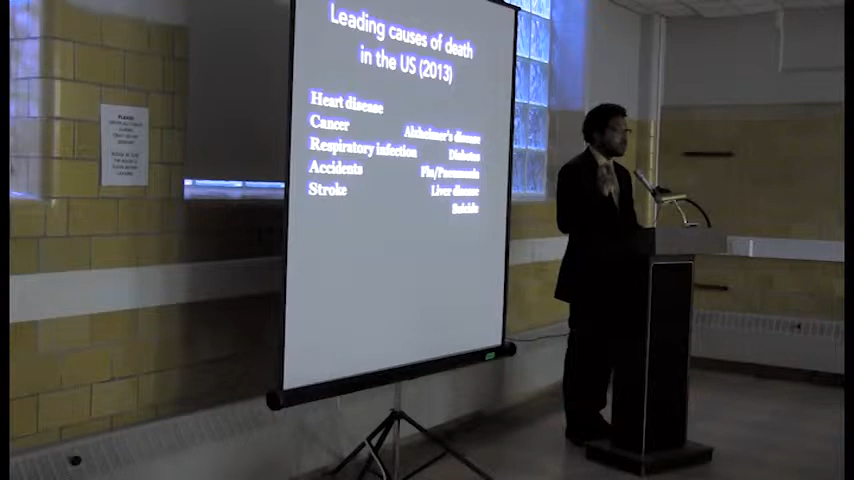 Leading causes of death
in the US (2013)
Heart disease
Cancer
Respiratory infection
Accidents
Stroke
Alzheimer's disease
Diabetes
Flu/Pneumonia
Liver disease
Suicide
PLEASE